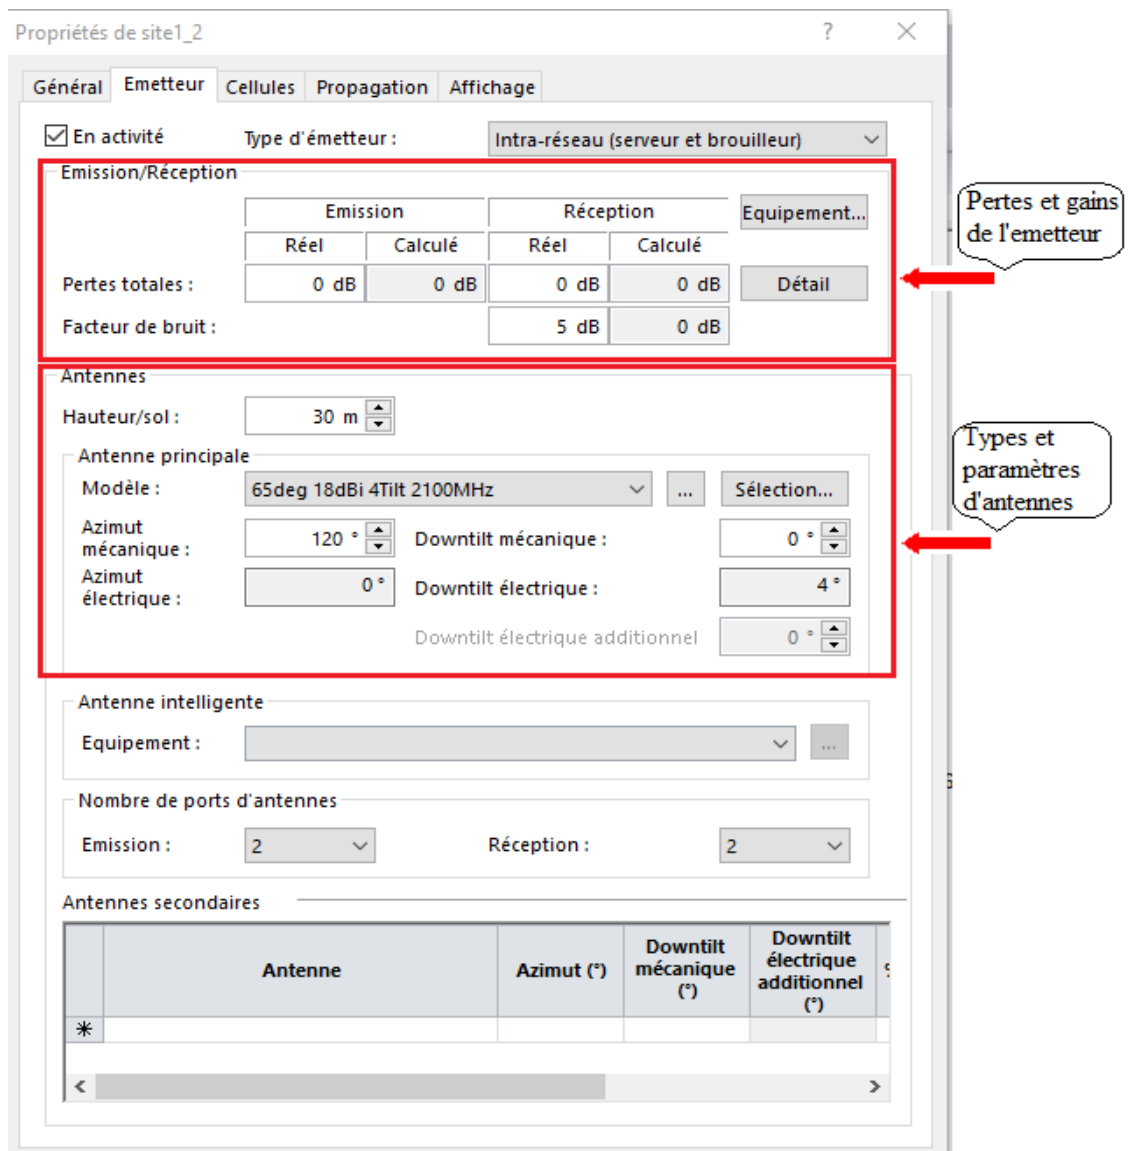 Propriétés de site1_2
?
Général Emetteur Cellules Propagation Affichage
En activité Type d'émetteur : Intra-réseau (serveur et brouilleur)
Emission/Réception
Emission Réception Equipement...
Réel Calculé Réel Calculé
Pertes totales : 0 dB 0 dB 0 dB 0 dB Détail
Facteur de bruit : 5 dB 0 dB
Pertes et gains
de l'emetteur
Antennes
Hauteur/sol : 30 m
Antenne principale
Modèle : 65deg 18dBi 4Tilt 2100MHz ... Sélection...
Azimut
mécanique : 120 ° Downtilt mécanique : 0 °
Azimut
électrique : 0 ° Downtilt électrique : 4 °
Downtilt électrique additionnel 0 °
Types et
paramètres
d'antennes
Antenne intelligente
Equipement : ...
Nombre de ports d'antennes
Emission : 2 Réception : 2
Antennes secondaires
Antenne Azimut (°) Downtilt
mécanique
(°) Downtilt
électrique
additionnel
(°)